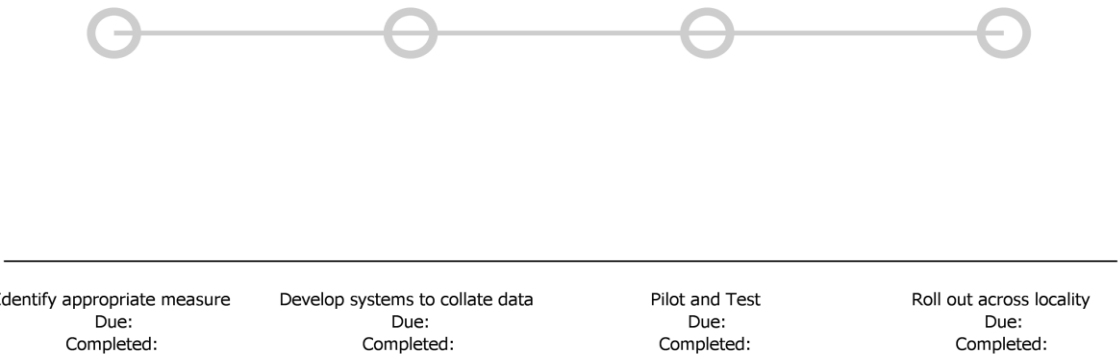 Identify appropriate measure
Due:
Completed:
Develop systems to collate data
Due:
Completed:
Pilot and Test
Due:
Completed:
Roll out across locality
Due:
Completed: